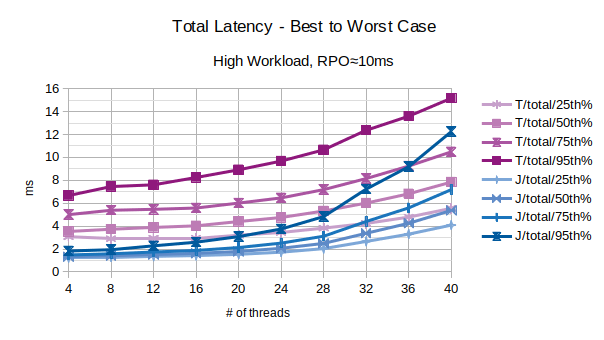 Total Latency - Best to Worst Case
High Workload, RPO≈10ms
16
14
12
10
8
6
4
2
0
ms
4 8 12 16 20 24 28 32 36 40
# of threads
T/total/25th%
T/total/50th%
T/total/75th%
T/total/95th%
J/total/25th%
J/total/50th%
J/total/75th%
J/total/95th%